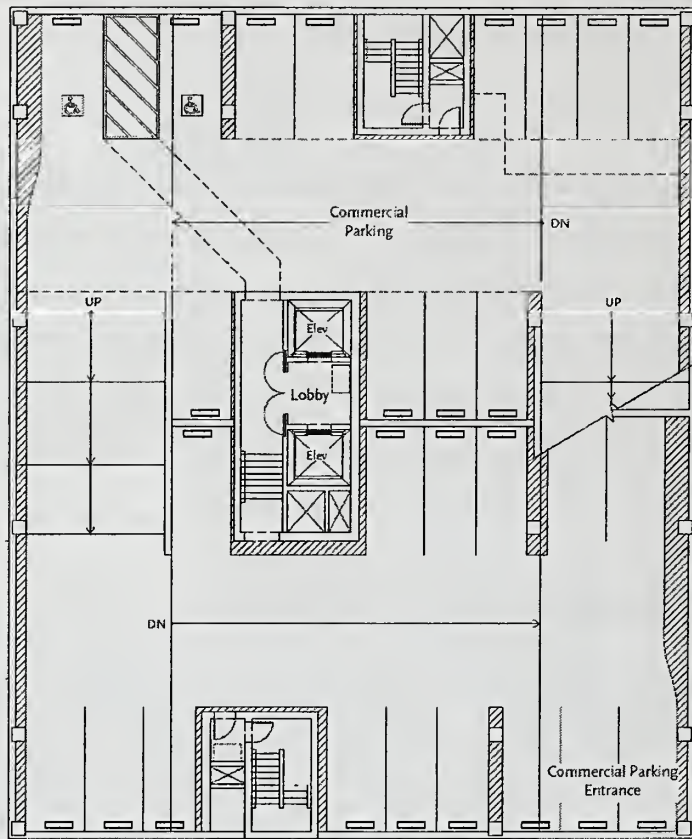 Commercial
Parking
DN
UP
UP
Elev
Lobby
Elev
DN
Commercial Parking
Entrance